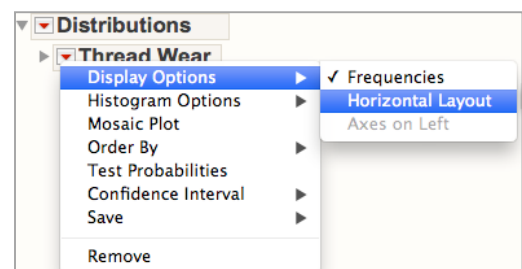 Distributions
Thread Wear
Display Options
Histogram Options
Mosaic Plot
Order By
Test Probabilities
Confidence Interval
Save
Remove
✓ Frequencies
Horizontal Layout
Axes on Left